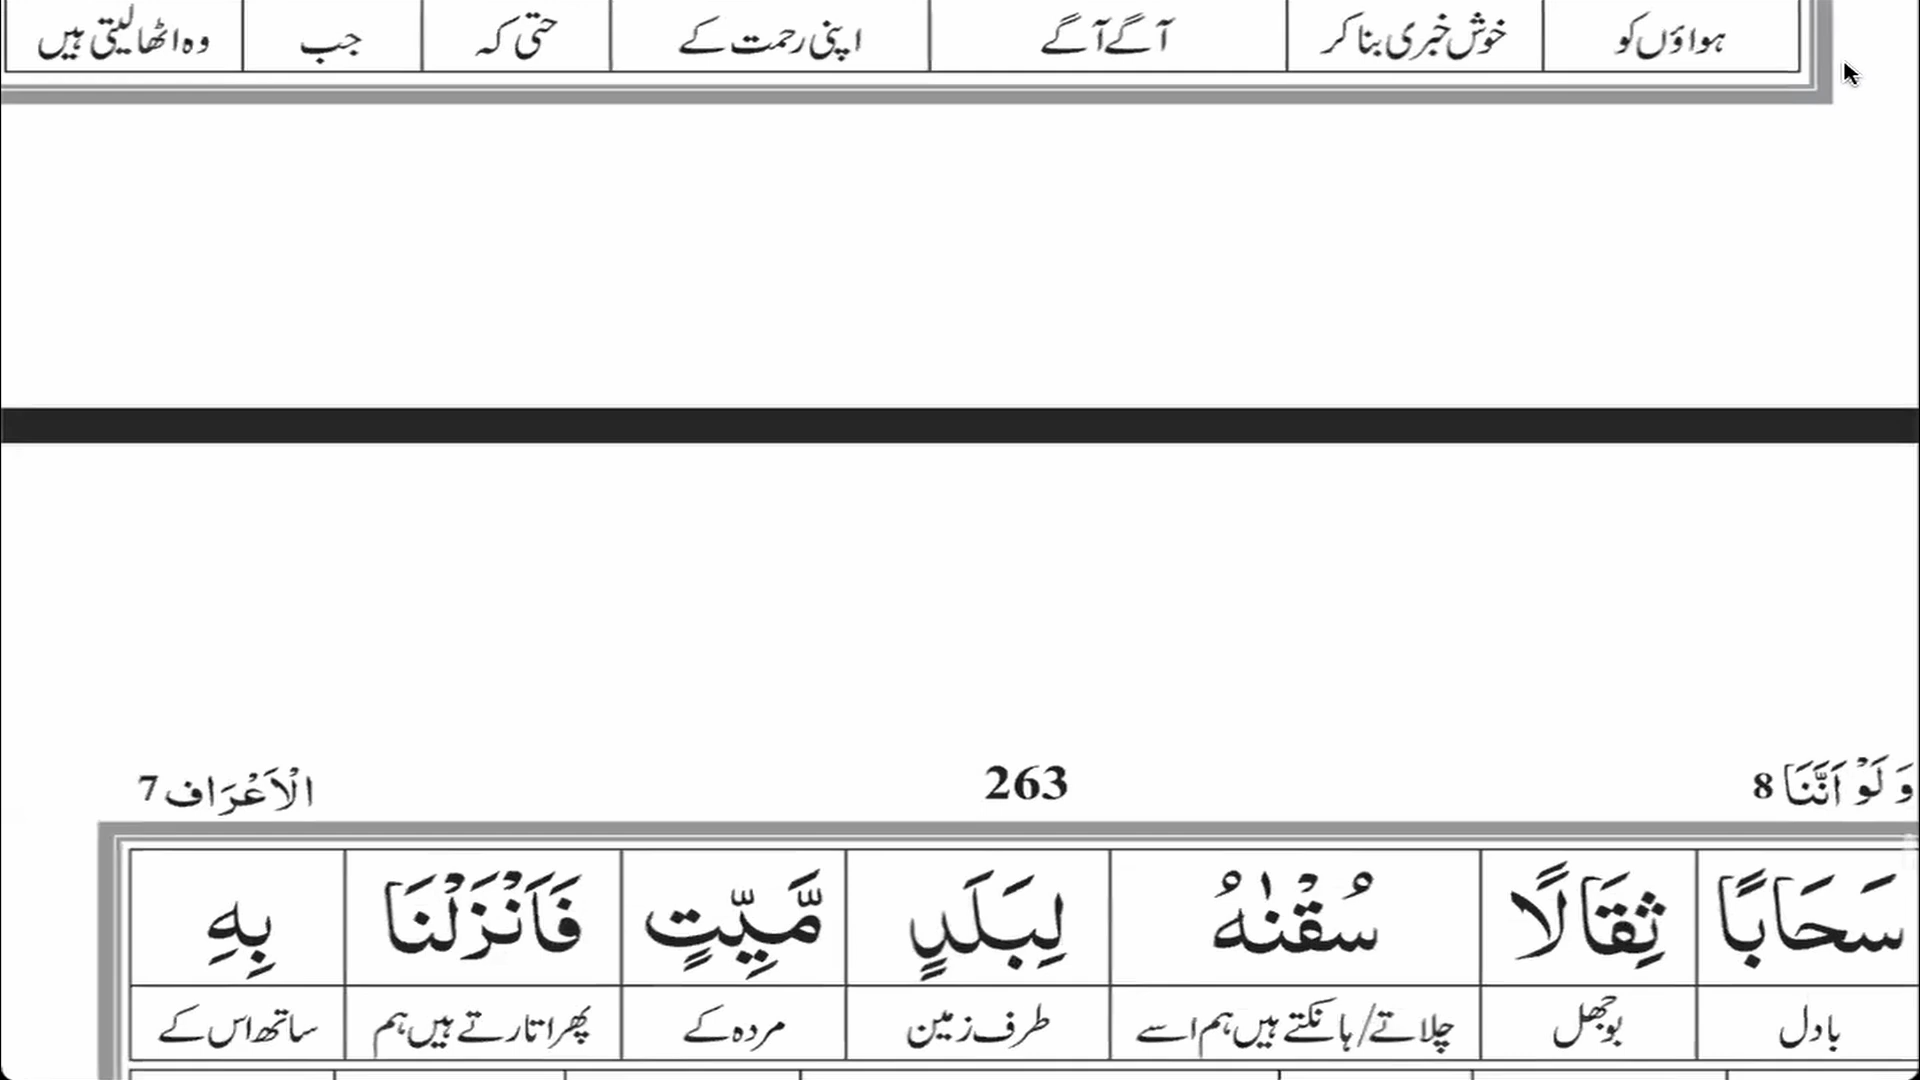 ہواؤں کو خوش خبری بنا کر آگے آگے اپنی رحمت کے حتی کہ جب وہ اٹھا لیتی ہیں
وَ لَوْ اَنَّنَا 8 263 الْاَعْرَاف 7
سَحَابًا ثِقَالًا سُقْنٰهُ لِبَلَدٍ مَّيِّتٍ فَاَنْزَلْنَا بِهِ
بادل بوجھل چلاتے/ہانکتے ہیں ہم اسے طرف زمین مردہ کے پھر اتارتے ہیں ہم ساتھ اس کے